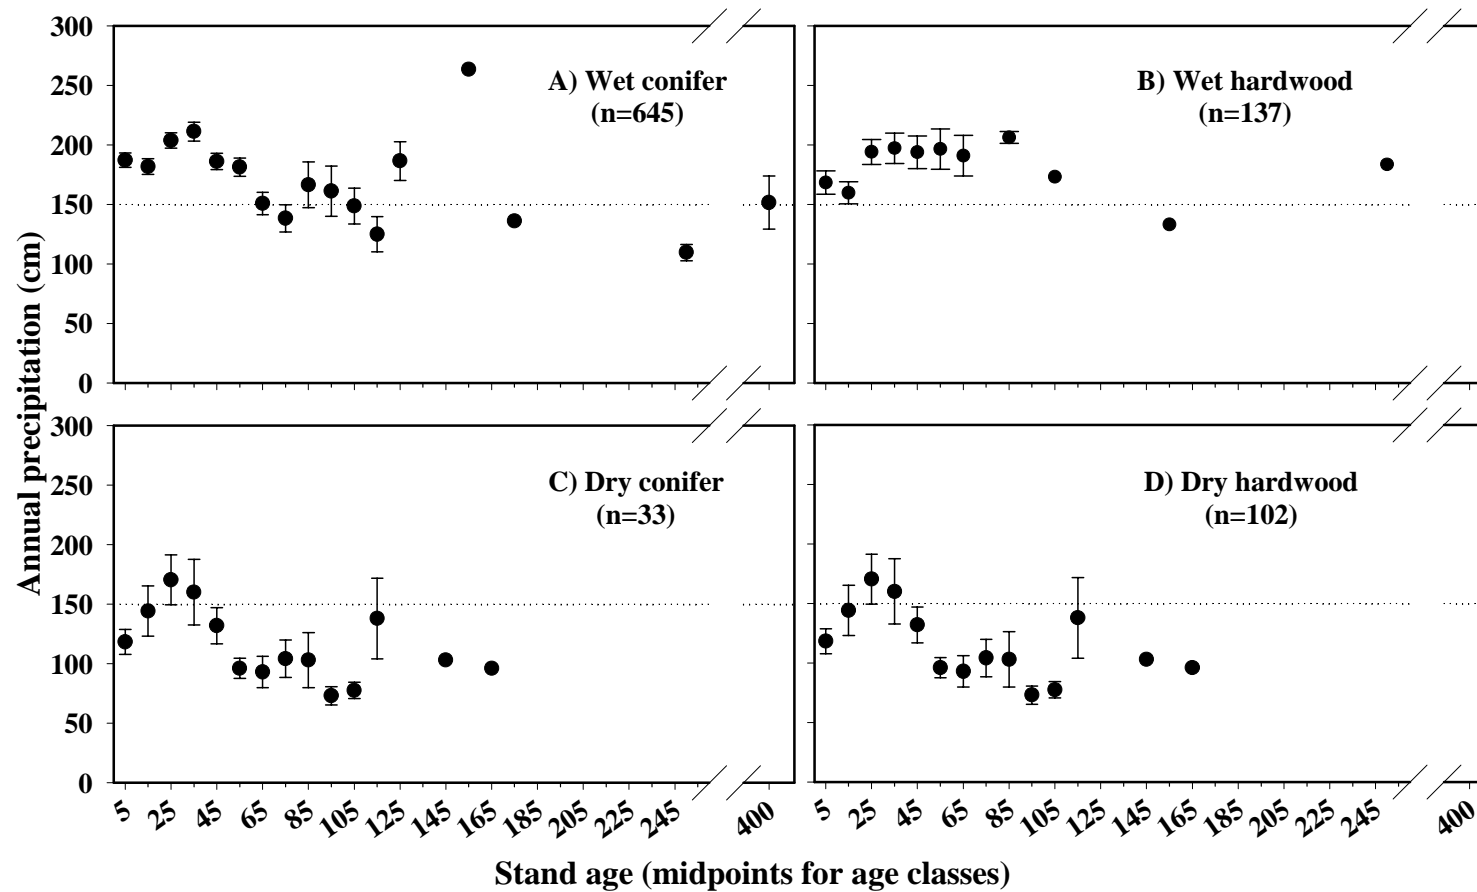 300
250
200
150
100
50
0
A) Wet conifer
(n=645)
B) Wet hardwood
(n=137)
Annual precipitation (cm)
300
250
200
150
100
50
0
C) Dry conifer
(n=33)
D) Dry hardwood
(n=102)
5 25 45 65 85 105 125 145 165 185 205 225 245 400
5 25 45 65 85 105 125 145 165 185 205 225 245 400
Stand age (midpoints for age classes)